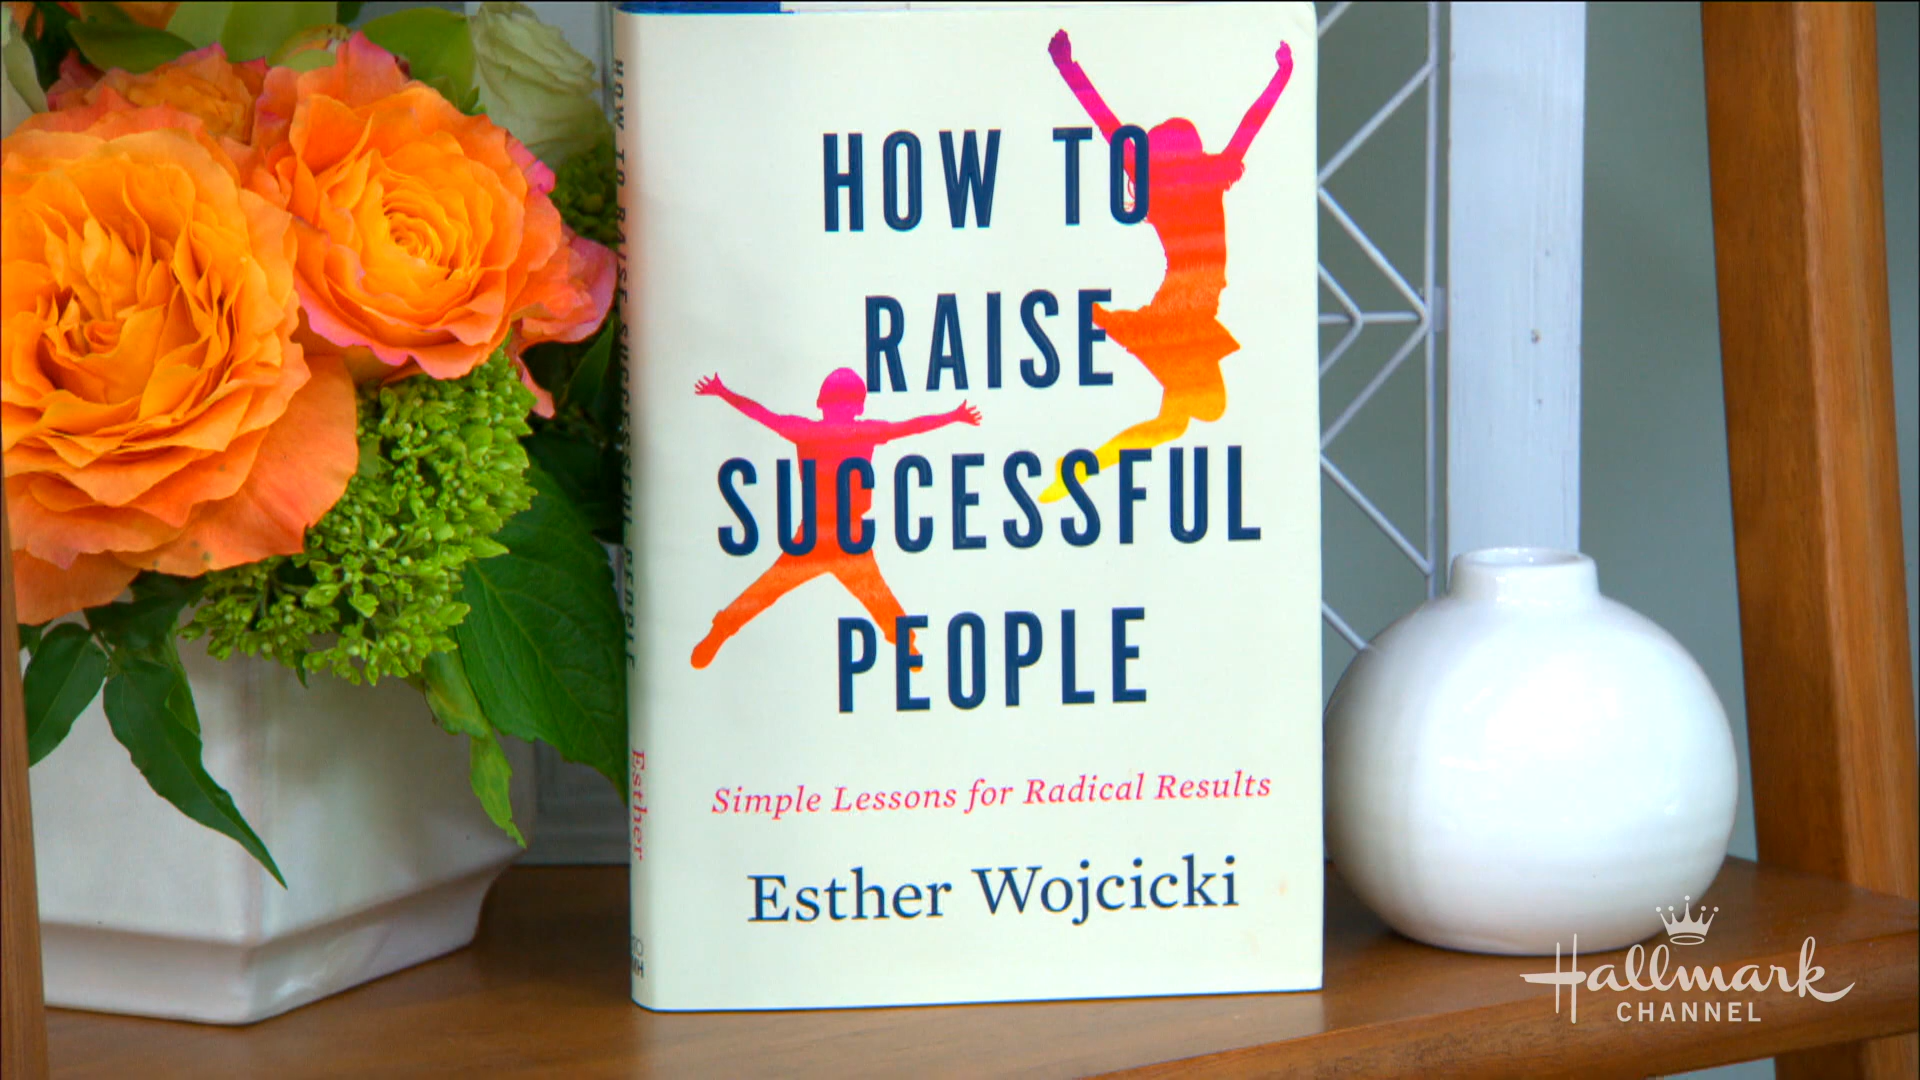 HOW TO
RAISE
SUCCESSFUL
PEOPLE
Simple Lessons for Radical Results
Esther Wojcicki
HOW TO RAISE SUCCESSFUL PEOPLE
Esther
HMH
Hallmark
CHANNEL